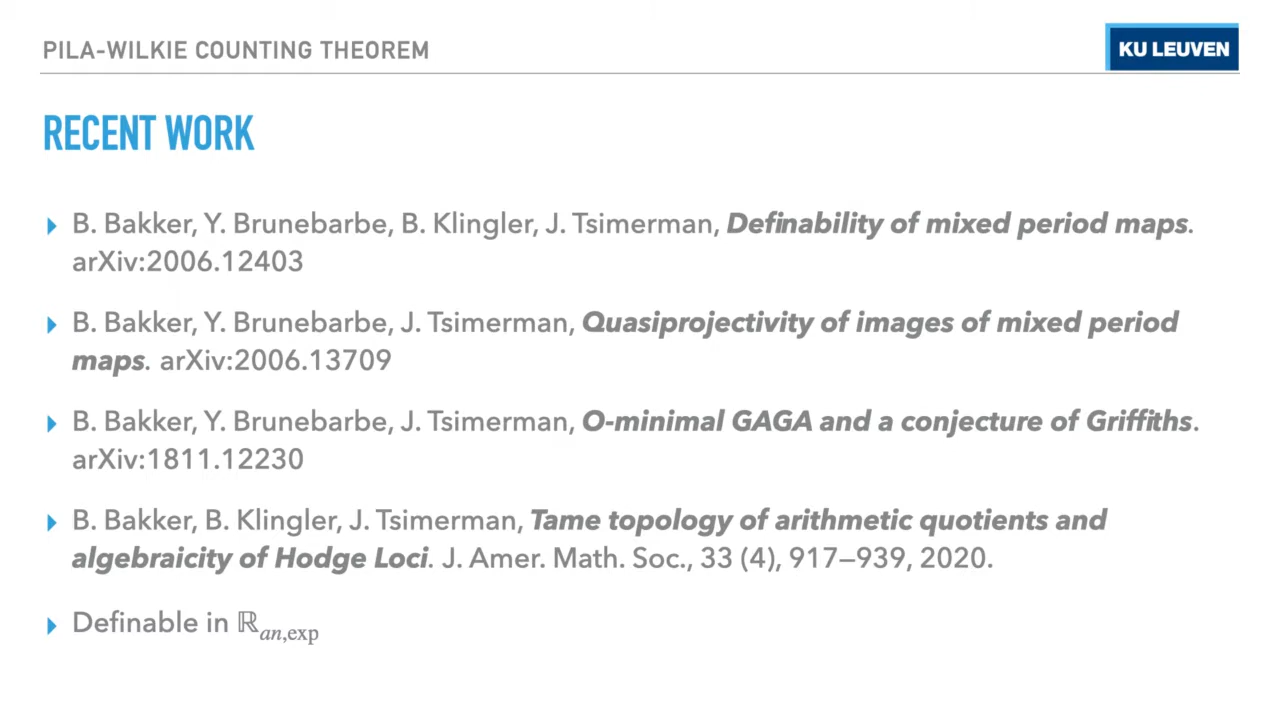 PILA-WILKIE COUNTING THEOREM
KU LEUVEN
RECENT WORK
B. Bakker, Y. Brunebarbe, B. Klingler, J. Tsimerman, Definability of mixed period maps.
arXiv:2006.12403
B. Bakker, Y. Brunebarbe, J. Tsimerman, Quasiprojectivity of images of mixed period
maps. arXiv:2006.13709
B. Bakker, Y. Brunebarbe, J. Tsimerman, O-minimal GAGA and a conjecture of Griffiths.
arXiv:1811.12230
B. Bakker, B. Klingler, J. Tsimerman, Tame topology of arithmetic quotients and
algebraicity of Hodge Loci. J. Amer. Math. Soc., 33 (4), 917–939, 2020.
Definable in ℝan,exp